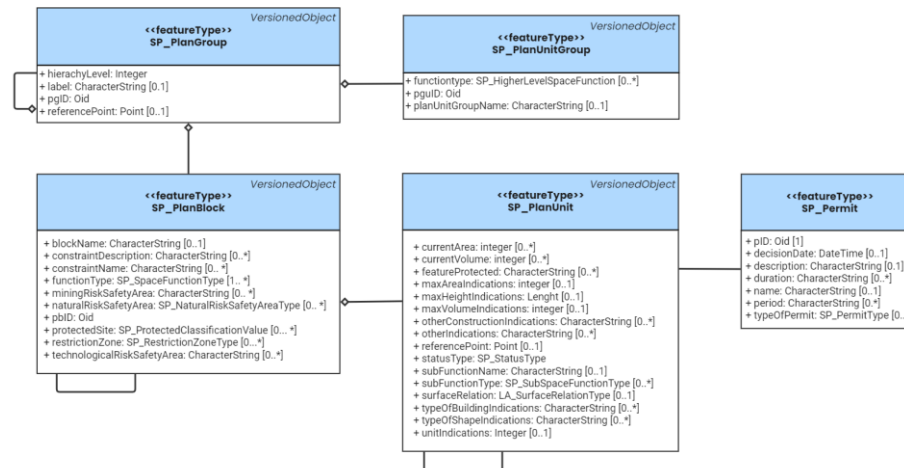 VersionedObject
<<featureType>>
SP_PlanGroup
+ hierachyLevel: Integer
+ label: CharacterString [0.1]
+ pgID: Oid
+ referencePoint: Point [0..1]
VersionedObject
<<featureType>>
SP_PlanUnitGroup
+ functiontype: SP_HigherLevelSpaceFunction [0..*]
+ pguID: Oid
+ planUnitGroupName: CharacterString [0..1]
VersionedObject
<<featureType>>
SP_PlanBlock
+ blockName: CharacterString [0..1]
+ constraintDescription: CharacterString [0..*]
+ constraintName: CharacterString [0.. *]
+ functionType: SP_SpaceFunctionType [1.. *]
+ miningRiskSafetyArea: CharacterString [0.. *]
+ naturalRiskSafetyArea: SP_NaturalRiskSafetyAreaType [0.. *]
+ pbID: Oid
+ protectedSite: SP_ProtectedClassificationValue [0... *]
+ restrictionZone: SP_RestrictionZoneType [0...*]
+ technologicalRiskSafetyArea: CharacterString [0..*]
VersionedObject
<<featureType>>
SP_PlanUnit
+ currentArea: integer [0..*]
+ currentVolume: integer [0..*]
+ featureProtected: CharacterString [0..*]
+ maxAreaIndications: integer [0..1]
+ maxHeightIndications: Lenght [0..1]
+ maxVolumeIndications: integer [0..1]
+ otherConstructionIndications: CharacterString [0..*]
+ otherIndications: CharacterString [0..*]
+ referencePoint: Point [0..1]
+ statusType: SP_StatusType
+ subFunctionName: CharacterString [0..1]
+ subFunctionType: SP_SubSpaceFunctionType [0..*]
+ surfaceRelation: LA_SurfaceRelationType [0..1]
+ typeOfBuildingIndications: CharacterString [0..*]
+ typeOfShapeIndications: CharacterString [0..*]
+ unitIndications: Integer [0..1]
<<featureType>>
SP_Permit
+ pID: Oid [1]
+ decisionDate: DateTime [0..1]
+ description: CharacterString [0.1]
+ duration: CharacterString [0..*]
+ name: CharacterString [0..1]
+ period: CharacterString [0.*]
+ typeOfPermit: SP_PermitType [0..